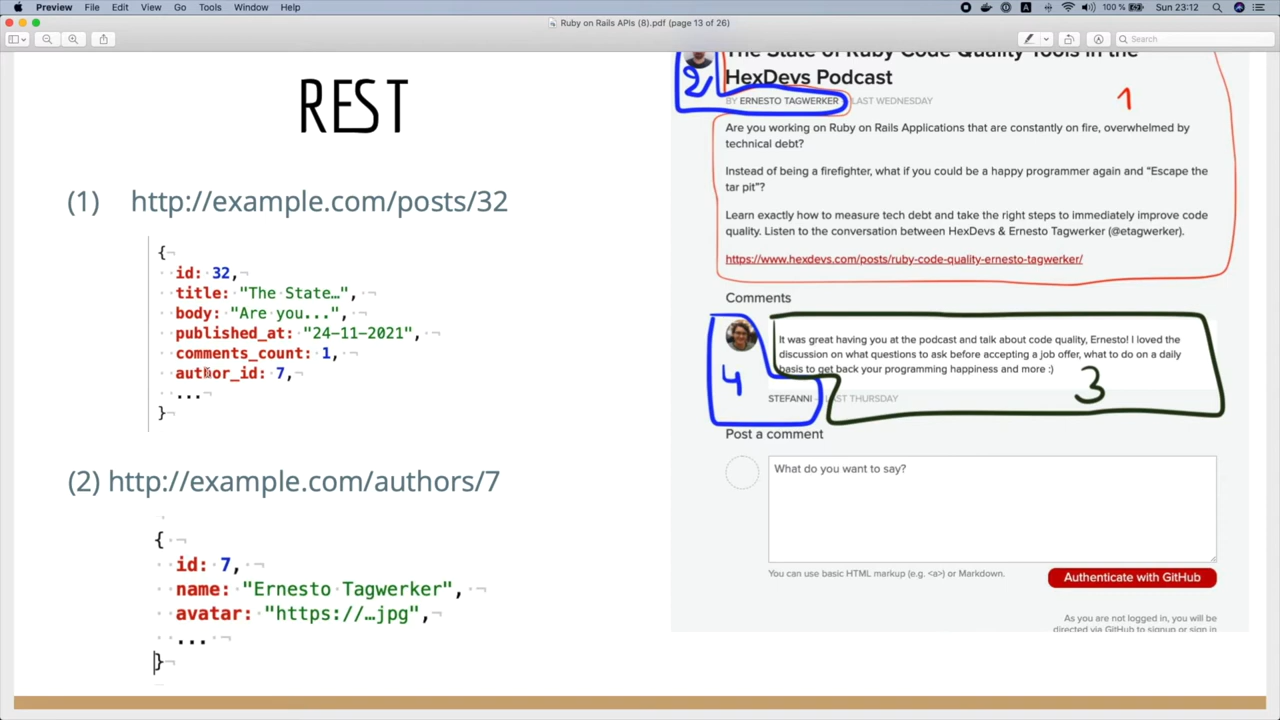 Preview File Edit View Go Tools Window Help
100 % Sun 23:12
Ruby on Rails APIs (8).pdf (page 13 of 26)
Search
REST
(1) http://example.com/posts/32
{
id: 32,
title: "The State…",
body: "Are you...",
published_at: "24-11-2021",
comments_count: 1,
author_id: 7,
...
}
(2) http://example.com/authors/7
{
id: 7,
name: "Ernesto Tagwerker",
avatar: "https://…jpg",
...
}
The State of Ruby Code Quality Tools in the
HexDevs Podcast
2
BY ERNESTO TAGWERKER LAST WEDNESDAY
1
Are you working on Ruby on Rails Applications that are constantly on fire, overwhelmed by
technical debt?
Instead of being a firefighter, what if you could be a happy programmer again and "Escape the
tar pit"?
Learn exactly how to measure tech debt and take the right steps to immediately improve code
quality. Listen to the conversation between HexDevs & Ernesto Tagwerker (@etagwerker).
https://www.hexdevs.com/posts/ruby-code-quality-ernesto-tagwerker/
Comments
It was great having you at the podcast and talk about code quality, Ernesto! I loved the
discussion on what questions to ask before accepting a job offer, what to do on a daily
basis to get back your programming happiness and more :)
4
3
STEFANNI - LAST THURSDAY
Post a comment
What do you want to say?
You can use basic HTML markup (e.g. <a>) or Markdown.
Authenticate with GitHub
As you are not logged in, you will be
directed via GitHub to signup or sign in